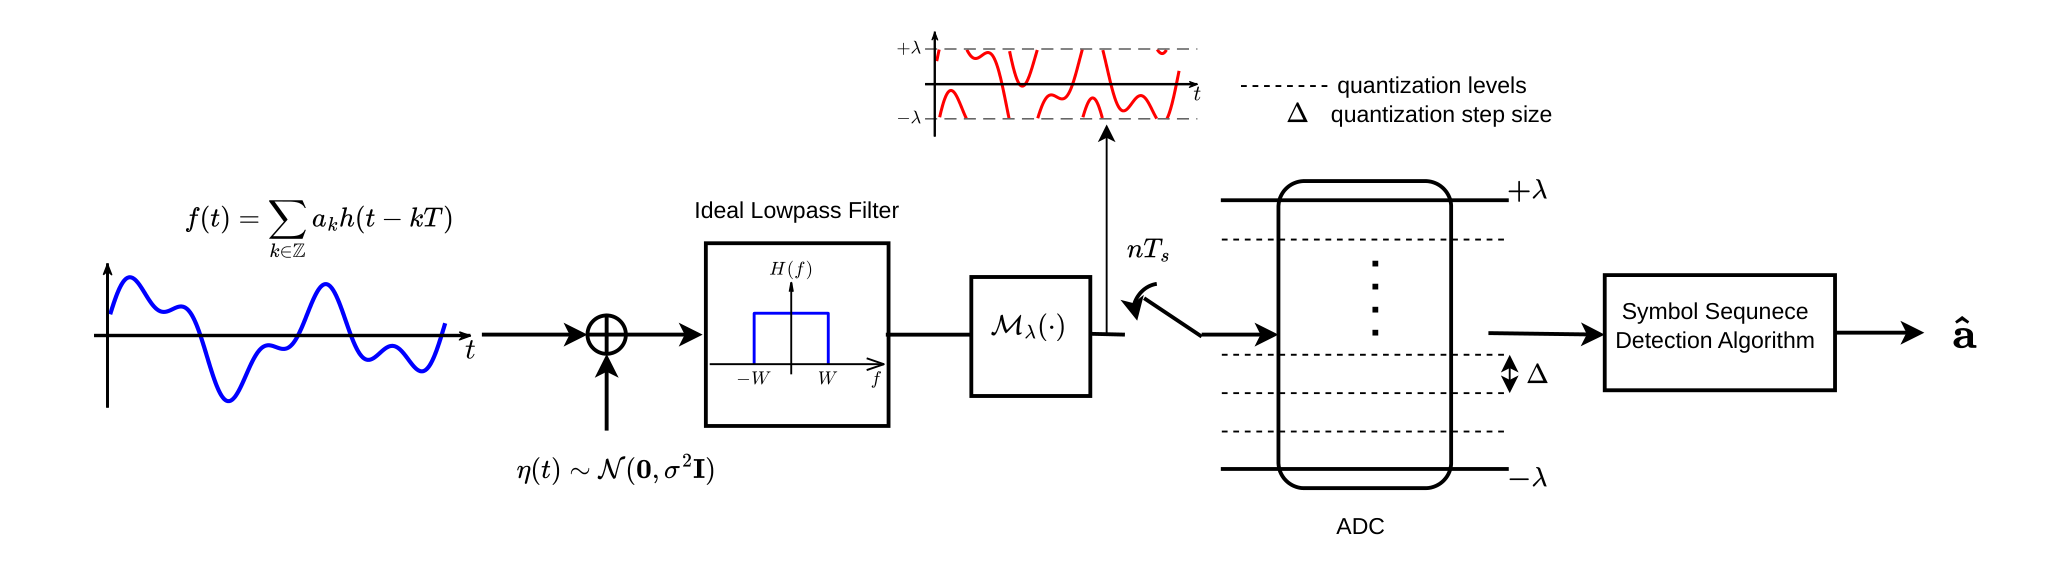 +λ
−λ
t
quantization levels
Δ quantization step size
f(t) = ∑ a_k h(t − kT)
k∈ℤ
t
η(t) ∼ 𝒩(𝟎, σ²𝐈)
Ideal Lowpass Filter
H(f)
−W W f
ℳ_λ(·)
nT_s
+λ
Δ
−λ
ADC
Symbol Sequnece
Detection Algorithm
â